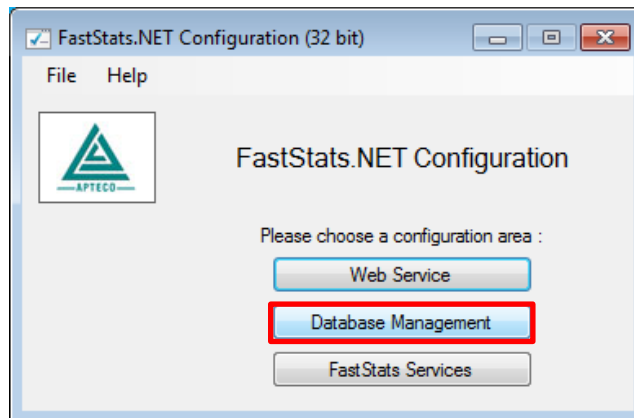 FastStats.NET Configuration (32 bit)
File Help
APTECO
FastStats.NET Configuration
Please choose a configuration area :
Web Service
Database Management
FastStats Services